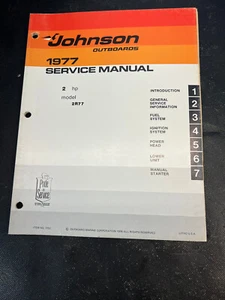 Johnson
OUTBOARDS
1977
SERVICE MANUAL
2 hp
model
2R77
INTRODUCTION 1
GENERAL
SERVICE
INFORMATION 2
FUEL
SYSTEM 3
IGNITION
SYSTEM 4
POWER
HEAD 5
LOWER
UNIT 6
MANUAL
STARTER 7